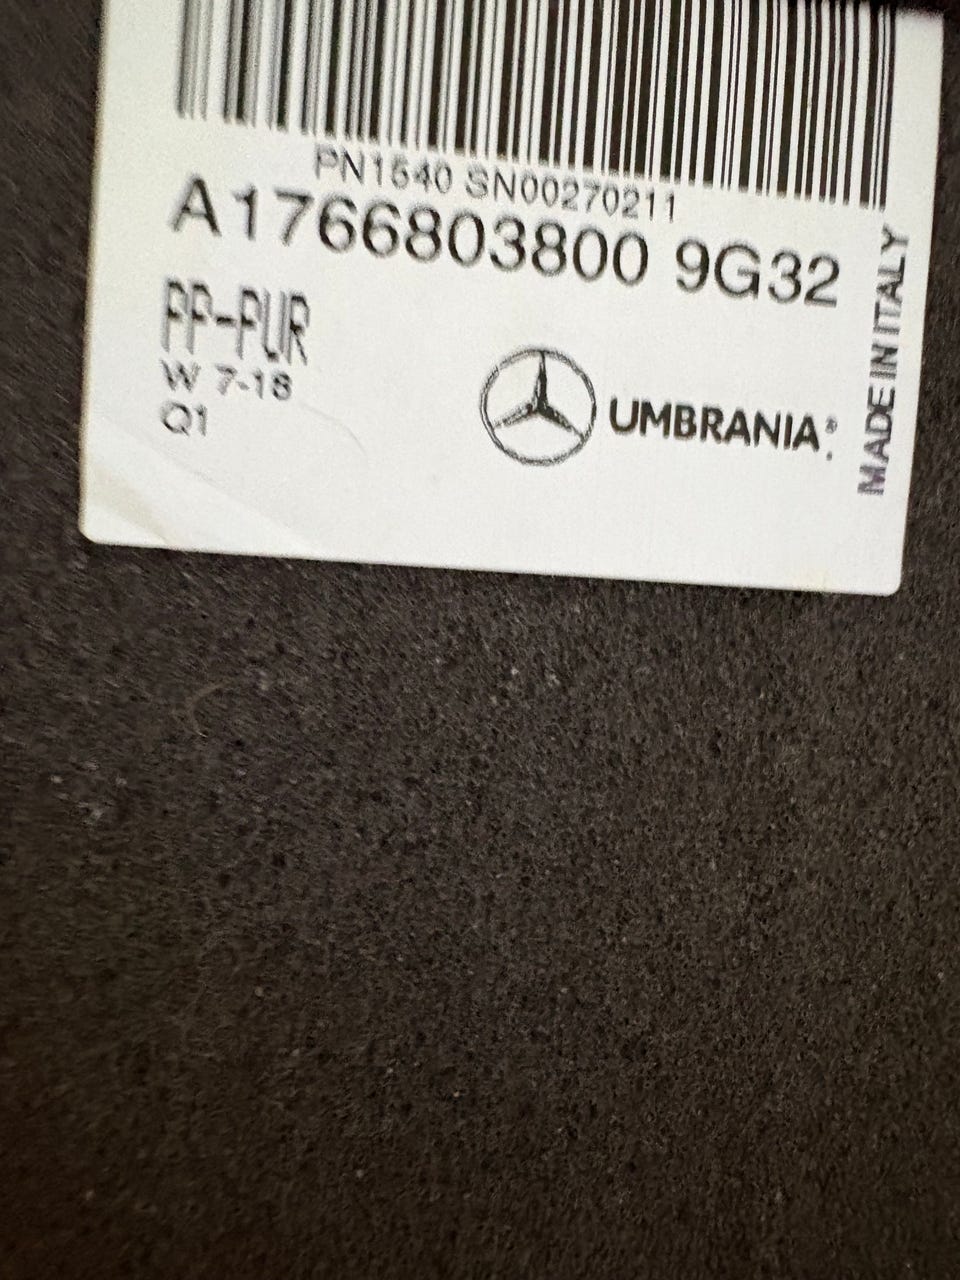 PN1540 SN00270211
A1766803800 9G32
PP-PUR
W 7-18
Q1
UMBRANIA®
MADE IN ITALY